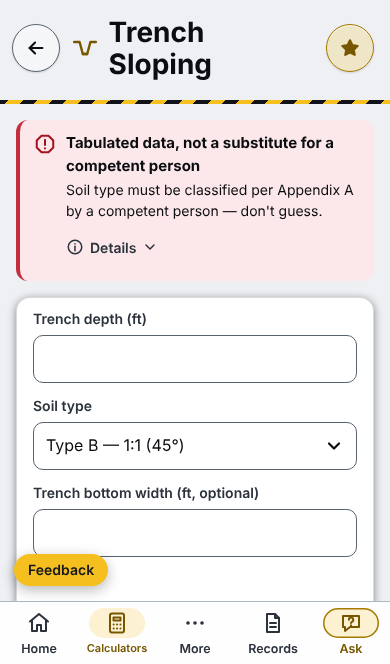 Trench
Sloping
Tabulated data, not a substitute for a
competent person
Soil type must be classified per Appendix A
by a competent person — don't guess.
Details
Trench depth (ft)
Soil type
Type B — 1:1 (45°)
Trench bottom width (ft, optional)
Feedback
Home
Calculators
More
Records
Ask